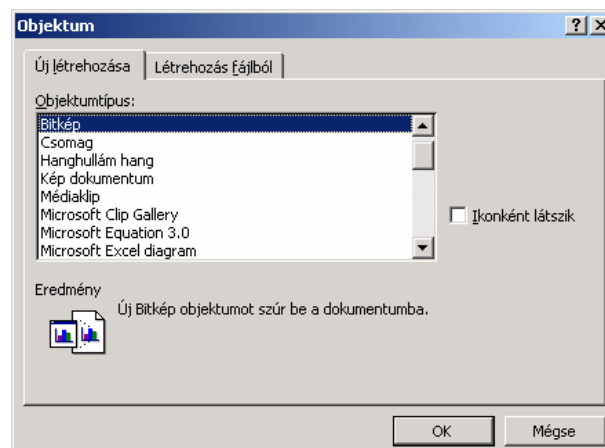 Objektum
Új létrehozása
Létrehozás fájlból
Objektumtípus:
Bitkép
Csomag
Hanghullám hang
Kép dokumentum
Médiaklip
Microsoft Clip Gallery
Microsoft Equation 3.0
Microsoft Excel diagram
Ikonként látszik
Eredmény
Új Bitkép objektumot szúr be a dokumentumba.
OK
Mégse